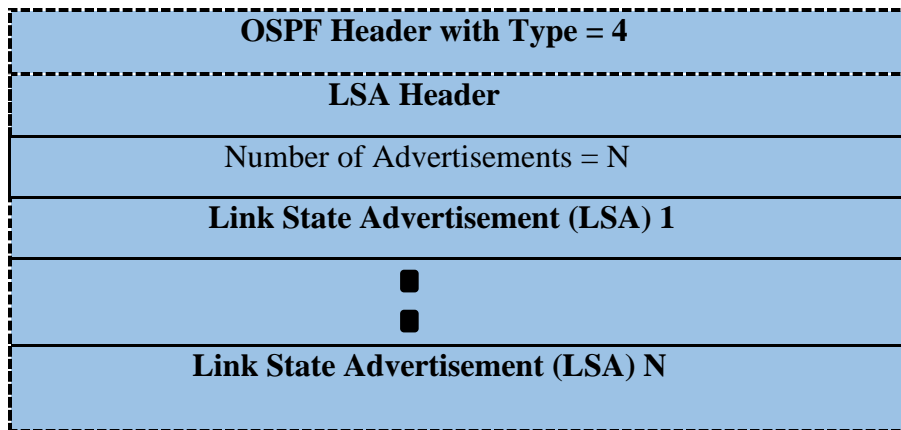 OSPF Header with Type = 4
LSA Header
Number of Advertisements = N
Link State Advertisement (LSA) 1
Link State Advertisement (LSA) N